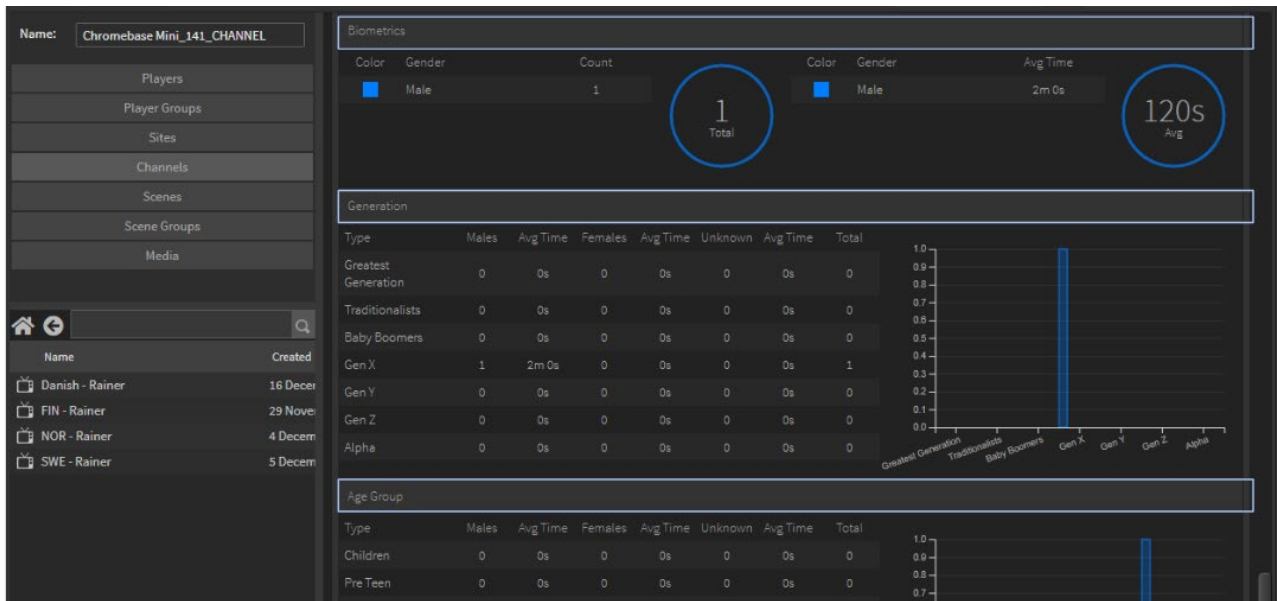 Name: Chromebase Mini_141_CHANNEL
Players
Player Groups
Sites
Channels
Scenes
Scene Groups
Media
Name Created
Danish - Rainer 16 Decem
FIN - Rainer 29 Nove
NOR - Rainer 4 Decem
SWE - Rainer 5 Decem
Biometrics
Color Gender Count
Male 1
1
Total
Color Gender Avg Time
Male 2m 0s
120s
Avg
Generation
Type Males Avg Time Females Avg Time Unknown Avg Time Total
Greatest
Generation 0 0s 0 0s 0 0s 0
Traditionalists 0 0s 0 0s 0 0s 0
Baby Boomers 0 0s 0 0s 0 0s 0
Gen X 1 2m 0s 0 0s 0 0s 1
Gen Y 0 0s 0 0s 0 0s 0
Gen Z 0 0s 0 0s 0 0s 0
Alpha 0 0s 0 0s 0 0s 0
1.0
0.9
0.8
0.7
0.6
0.5
0.4
0.3
0.2
0.1
0.0
Greatest Generation Traditionalists Baby Boomers Gen X Gen Y Gen Z Alpha
Age Group
Type Males Avg Time Females Avg Time Unknown Avg Time Total
Children 0 0s 0 0s 0 0s 0
Pre Teen 0 0s 0 0s 0 0s 0
1.0
0.9
0.8
0.7